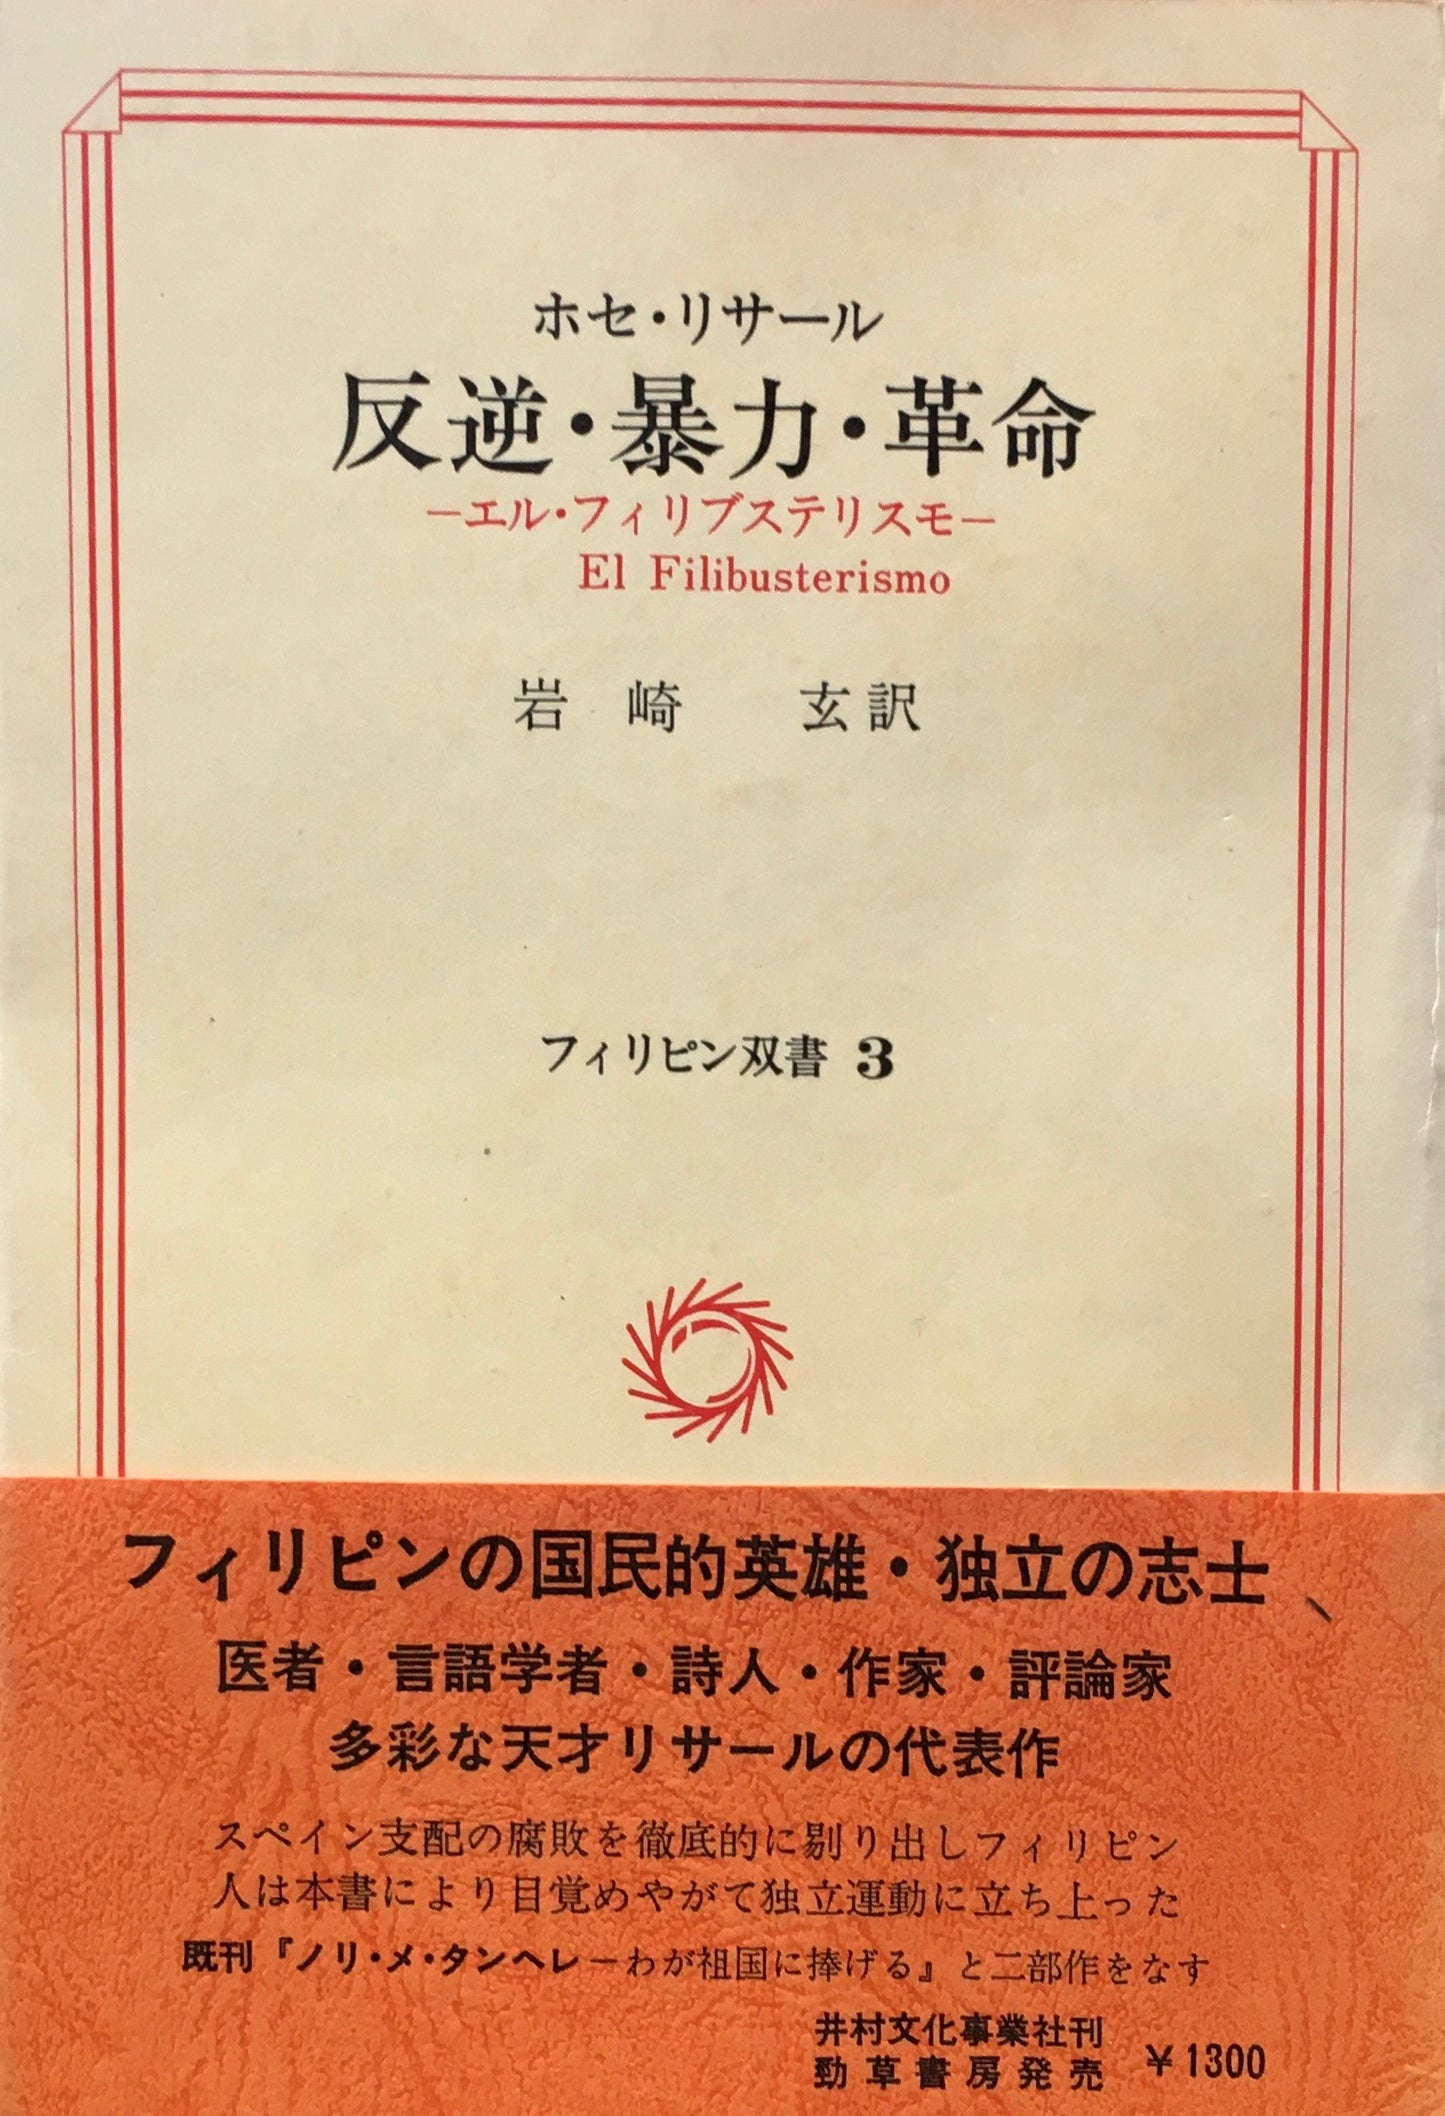 ホセ・リサール
反逆・暴力・革命
―エル・フィリブステリスモ―
El Filibusterismo
岩崎 玄訳
フィリピン双書 3
フィリピンの国民的英雄・独立の志士
医者・言語学者・詩人・作家・評論家
多彩な天才リサールの代表作
スペイン支配の腐敗を徹底的に剔り出しフィリピン
人は本書により目覚めやがて独立運動に立ち上った
既刊『ノリ・メ・タンヘレ―わが祖国に捧げる』と二部作をなす
井村文化事業社刊
勁草書房発売 ¥1300